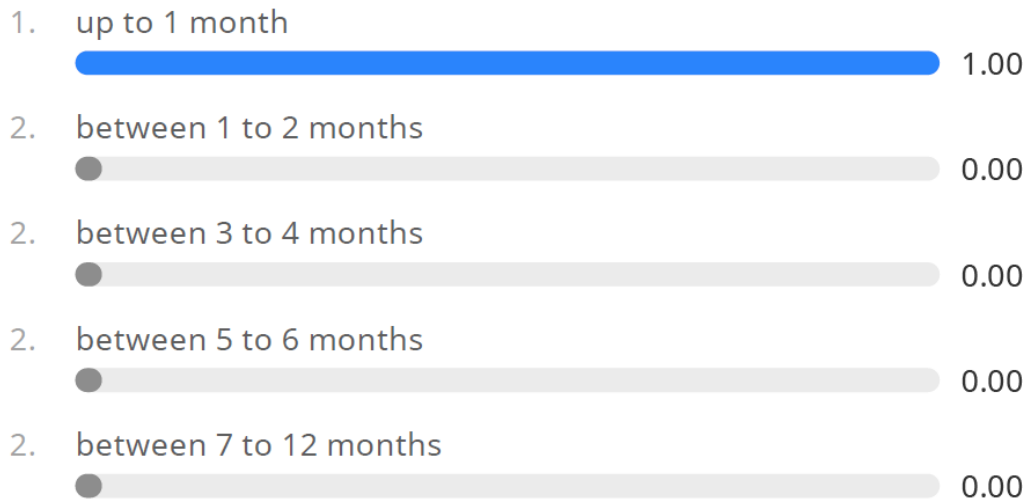 1. up to 1 month
1.00
2. between 1 to 2 months
0.00
2. between 3 to 4 months
0.00
2. between 5 to 6 months
0.00
2. between 7 to 12 months
0.00